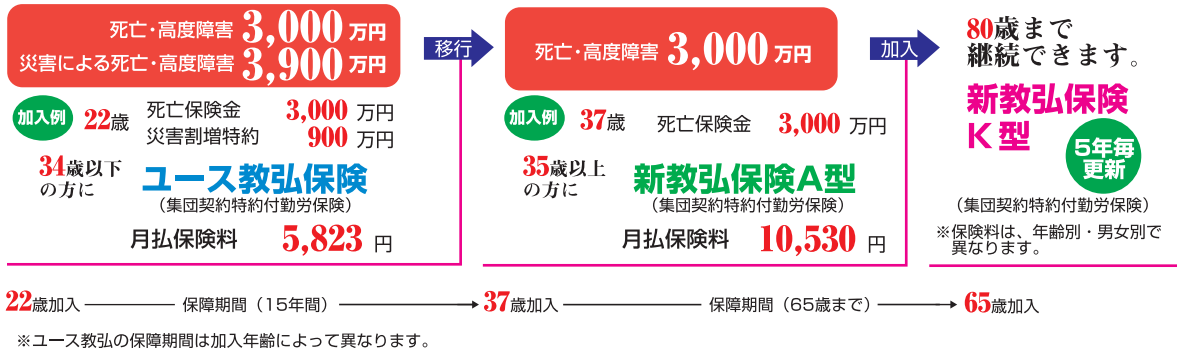 死亡・高度障害 3,000 万円
災害による死亡・高度障害 3,900 万円
加入例 22歳 死亡保険金 3,000 万円
災害割増特約 900 万円
34歳以下
の方に
ユース教弘保険
（集団契約特約付勤労保険）
月払保険料 5,823 円
移行
死亡・高度障害 3,000 万円
加入例 37歳 死亡保険金 3,000 万円
35歳以上
の方に
新教弘保険A型
（集団契約特約付勤労保険）
月払保険料 10,530 円
加入
80歳まで
継続できます。
新教弘保険
K型
5年毎
更新
（集団契約特約付勤労保険）
※保険料は、年齢別・男女別で
異なります。
22歳加入 保障期間（15年間） 37歳加入 保障期間（65歳まで） 65歳加入
※ユース教弘の保障期間は加入年齢によって異なります。